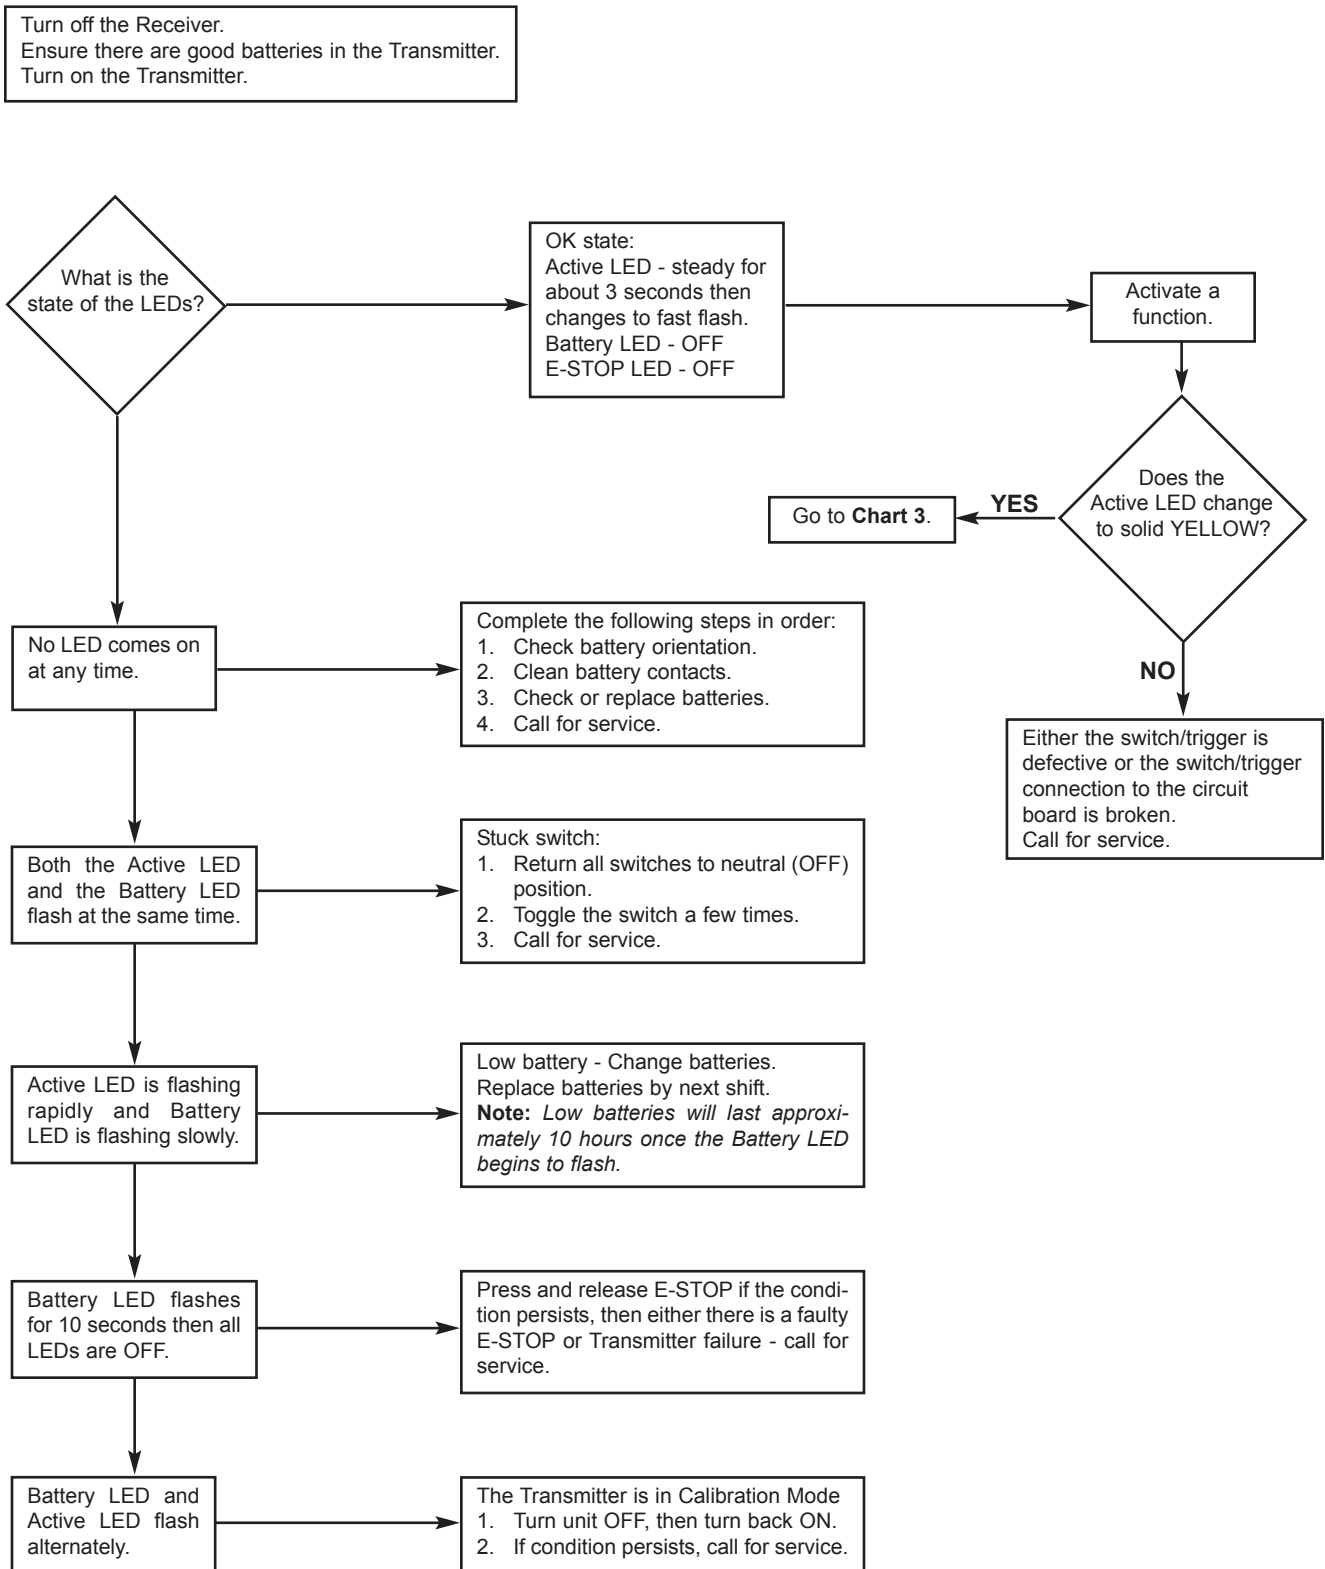 Turn off the Receiver.
Ensure there are good batteries in the Transmitter.
Turn on the Transmitter.
What is the
state of the LEDs?
OK state:
Active LED - steady for
about 3 seconds then
changes to fast flash.
Battery LED - OFF
E-STOP LED - OFF
Activate a
function.
Does the
Active LED change
to solid YELLOW?
YES
Go to Chart 3.
NO
Either the switch/trigger is
defective or the switch/trigger
connection to the circuit
board is broken.
Call for service.
No LED comes on
at any time.
Complete the following steps in order:
1. Check battery orientation.
2. Clean battery contacts.
3. Check or replace batteries.
4. Call for service.
Both the Active LED
and the Battery LED
flash at the same time.
Stuck switch:
1. Return all switches to neutral (OFF)
position.
2. Toggle the switch a few times.
3. Call for service.
Active LED is flashing
rapidly and Battery
LED is flashing slowly.
Low battery - Change batteries.
Replace batteries by next shift.
Note: Low batteries will last approxi-
mately 10 hours once the Battery LED
begins to flash.
Battery LED flashes
for 10 seconds then all
LEDs are OFF.
Press and release E-STOP if the condi-
tion persists, then either there is a faulty
E-STOP or Transmitter failure - call for
service.
Battery LED and
Active LED flash
alternately.
The Transmitter is in Calibration Mode
1. Turn unit OFF, then turn back ON.
2. If condition persists, call for service.